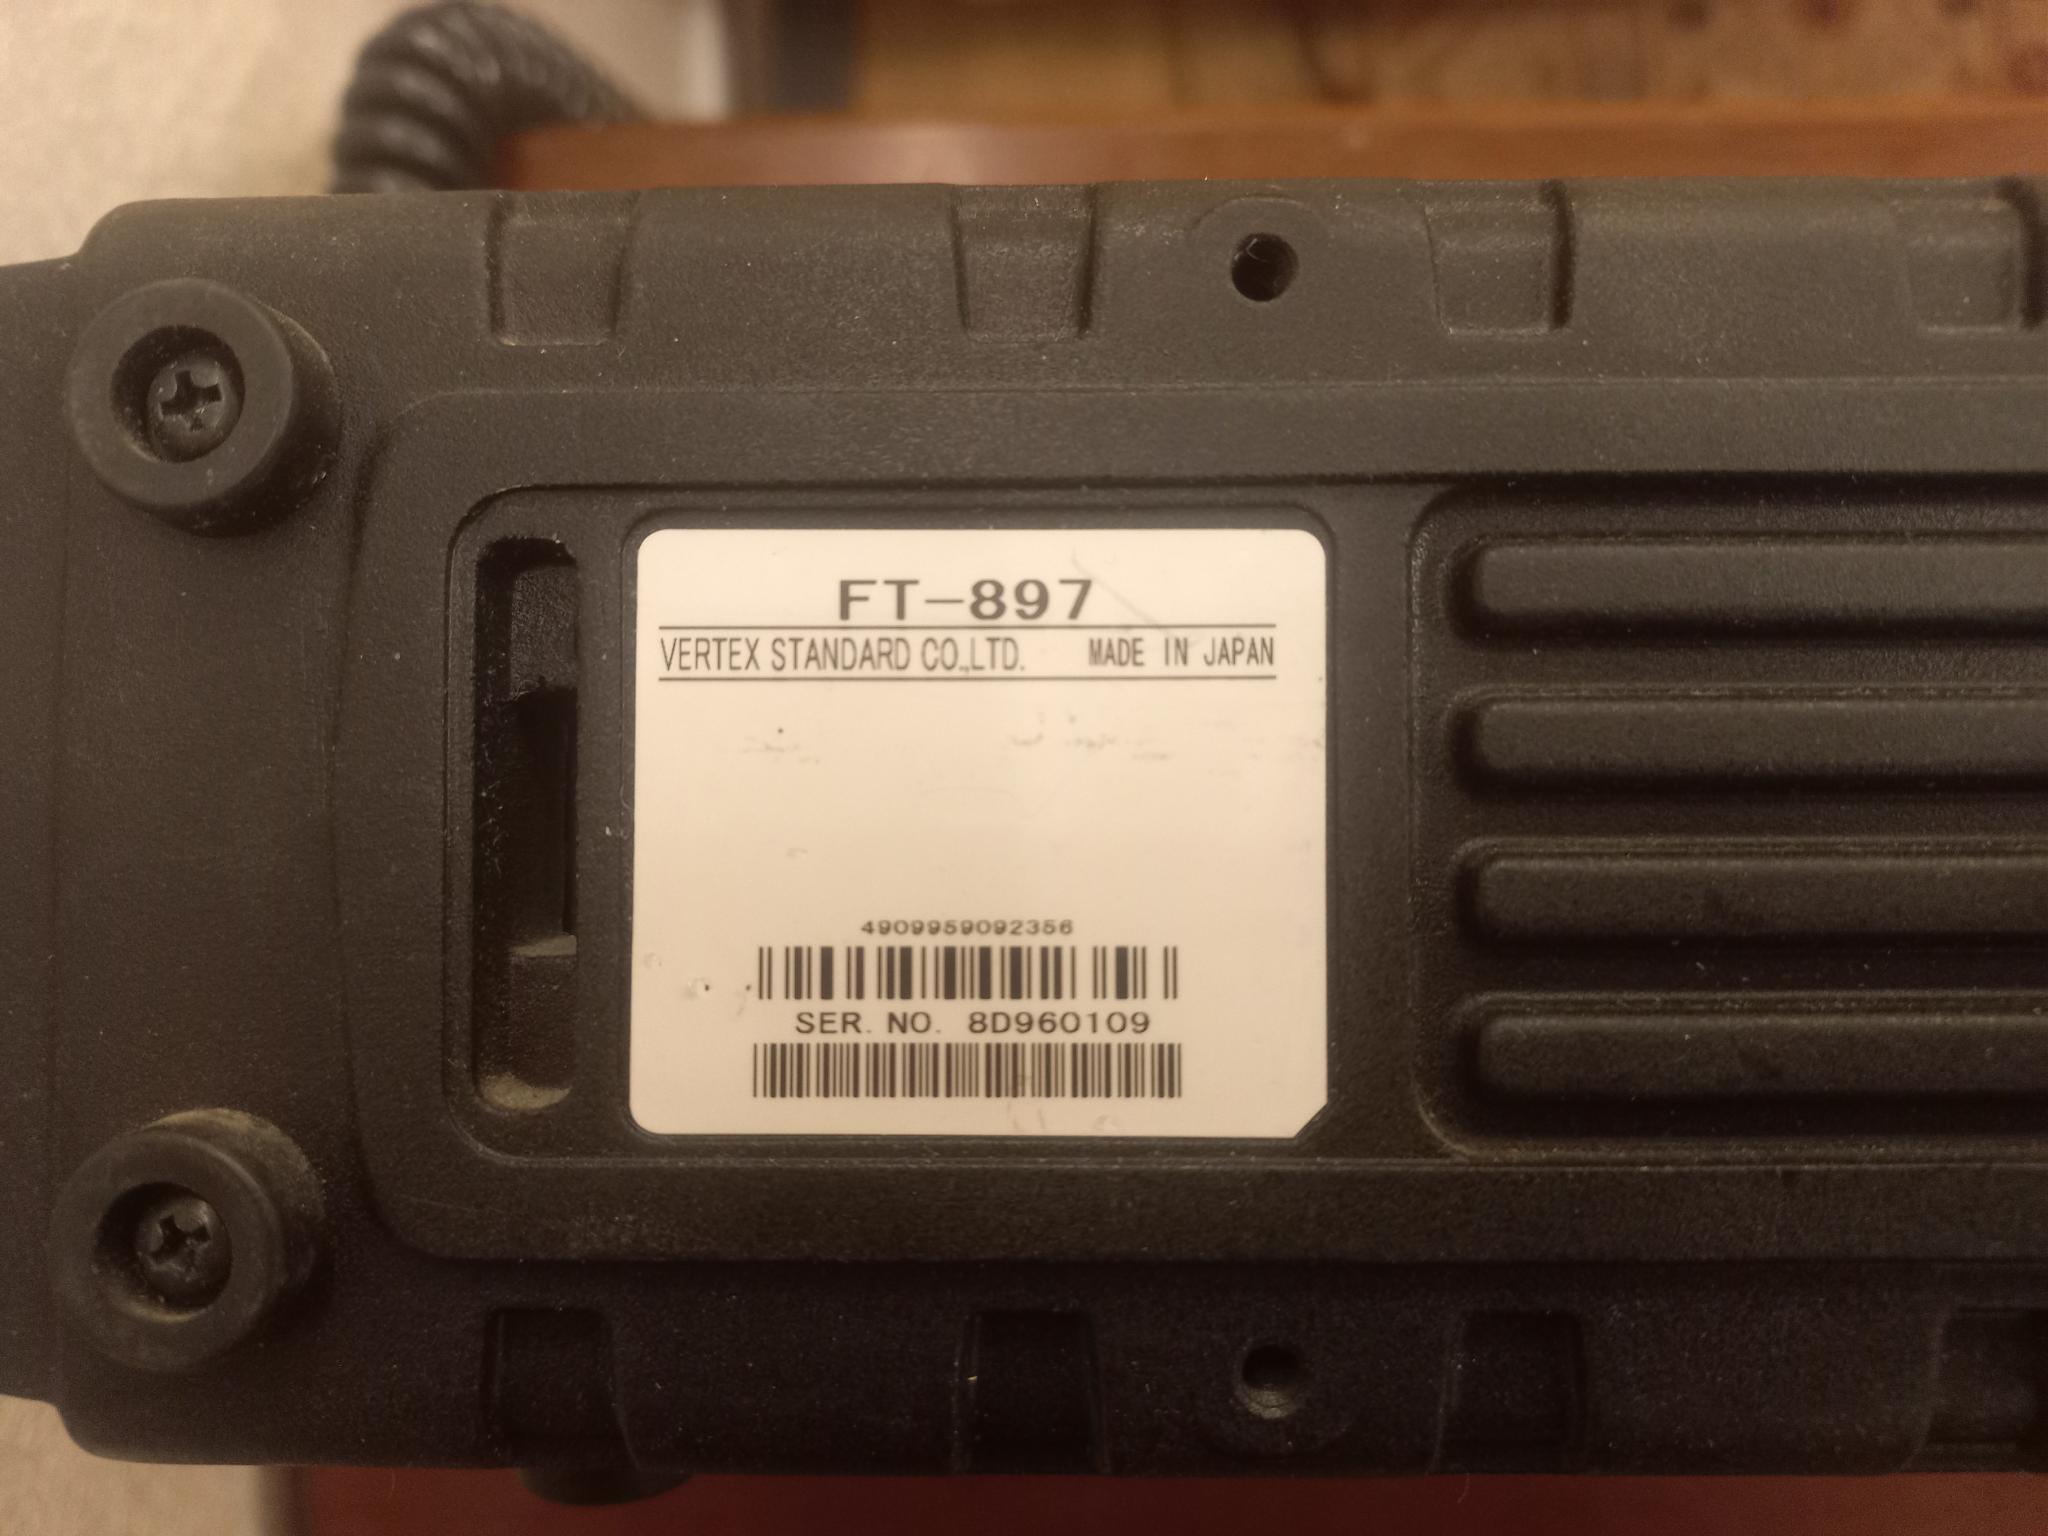 FT-897
VERTEX STANDARD CO.,LTD. MADE IN JAPAN
4909959092356
SER. NO. 8D960109